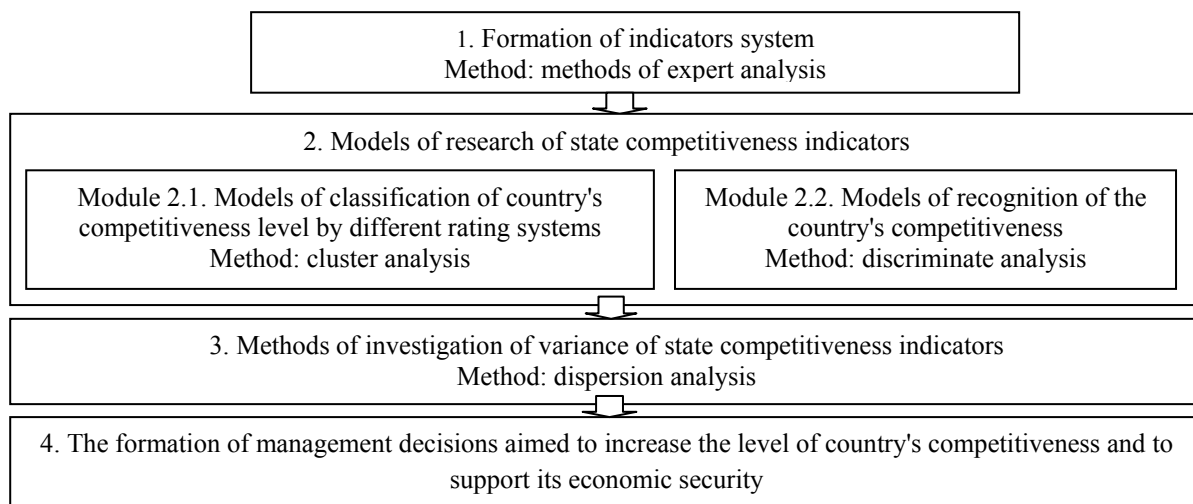 1. Formation of indicators system
Method: methods of expert analysis
2. Models of research of state competitiveness indicators
Module 2.1. Models of classification of country's
competitiveness level by different rating systems
Method: cluster analysis
Module 2.2. Models of recognition of the
country's competitiveness
Method: discriminate analysis
3. Methods of investigation of variance of state competitiveness indicators
Method: dispersion analysis
4. The formation of management decisions aimed to increase the level of country's competitiveness and to
support its economic security